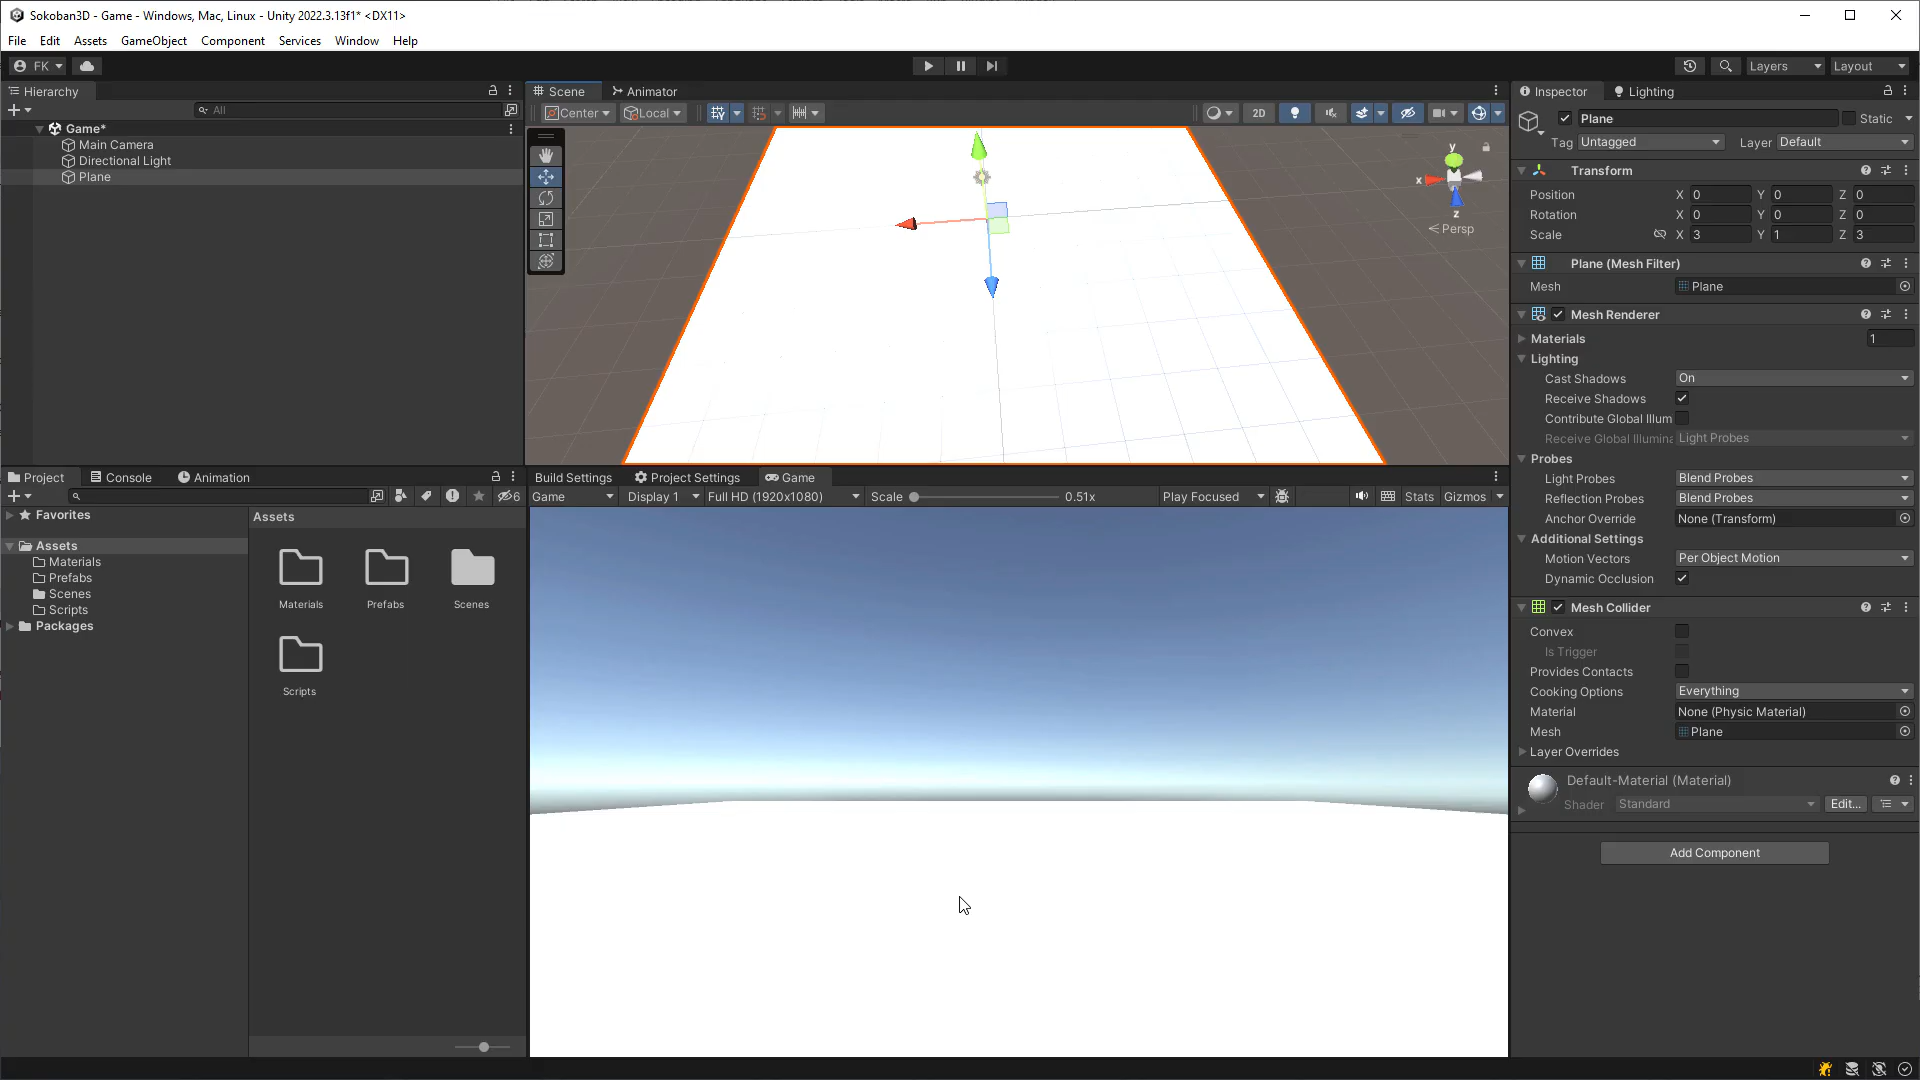 Sokoban3D - Game - Windows, Mac, Linux - Unity 2022.3.13f1* <DX11>
File Edit Assets GameObject Component Services Window Help
FK
Layers Layout
Hierarchy
All
Game*
Main Camera
Directional Light
Plane
Scene Animator
Center Local 2D
y
x
z
Persp
Inspector Lighting
Plane Static
Tag Untagged Layer Default
Transform
Position X 0 Y 0 Z 0
Rotation X 0 Y 0 Z 0
Scale X 3 Y 1 Z 3
Plane (Mesh Filter)
Mesh Plane
Mesh Renderer
Materials 1
Lighting
Cast Shadows On
Receive Shadows
Contribute Global Illum
Receive Global Illumina Light Probes
Probes
Light Probes Blend Probes
Reflection Probes Blend Probes
Anchor Override None (Transform)
Additional Settings
Motion Vectors Per Object Motion
Dynamic Occlusion
Mesh Collider
Convex
Is Trigger
Provides Contacts
Cooking Options Everything
Material None (Physic Material)
Mesh Plane
Layer Overrides
Default-Material (Material)
Shader Standard Edit...
Add Component
Project Console Animation
6
Favorites
Assets
Materials
Prefabs
Scenes
Scripts
Packages
Assets
Materials Prefabs Scenes
Scripts
Build Settings Project Settings Game
Game Display 1 Full HD (1920x1080) Scale 0.51x Play Focused Stats Gizmos